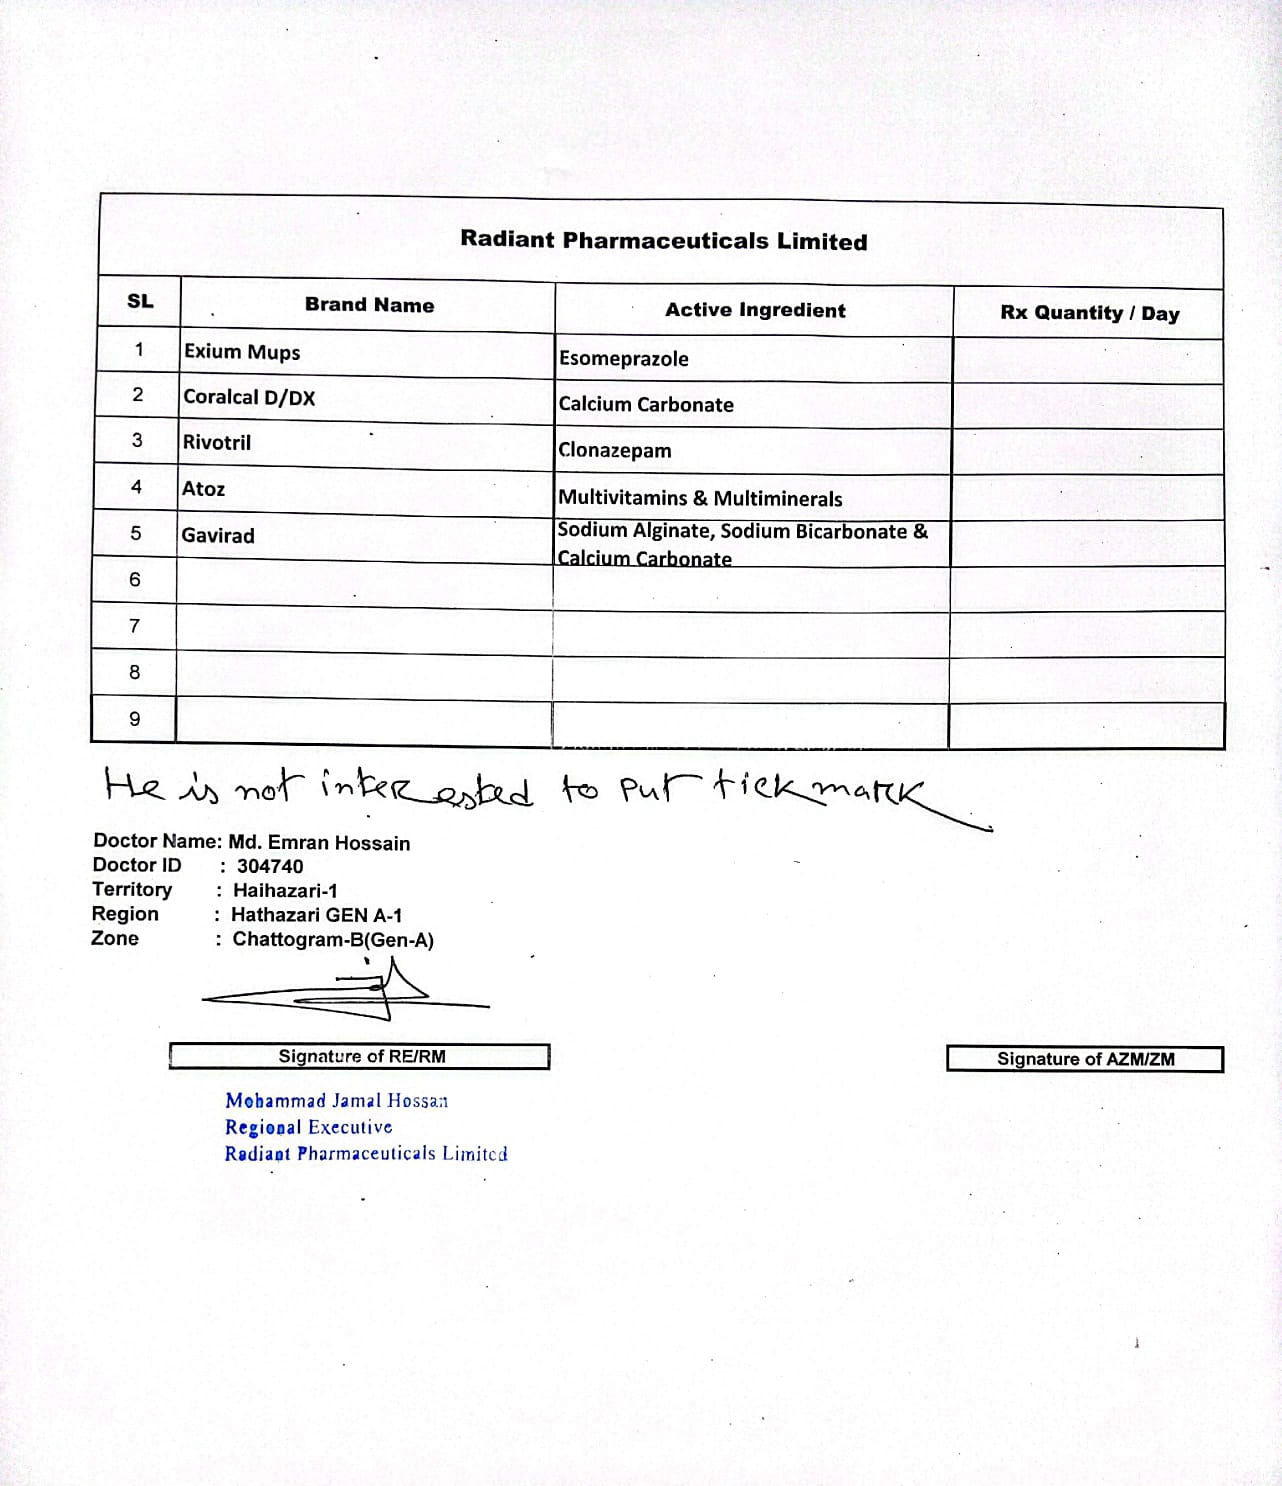 Radiant Pharmaceuticals Limited
SL Brand Name Active Ingredient Rx Quantity / Day
1 Exium Mups Esomeprazole
2 Coralcal D/DX Calcium Carbonate
3 Rivotril Clonazepam
4 Atoz Multivitamins & Multiminerals
5 Gavirad Sodium Alginate, Sodium Bicarbonate &
Calcium Carbonate
6
7
8
9
He is not interested to put tick mark
Doctor Name: Md. Emran Hossain
Doctor ID : 304740
Territory : Haihazari-1
Region : Hathazari GEN A-1
Zone : Chattogram-B(Gen-A)
Signature of RE/RM Signature of AZM/ZM
Mohammad Jamal Hossan
Regional Executive
Radiant Pharmaceuticals Limited